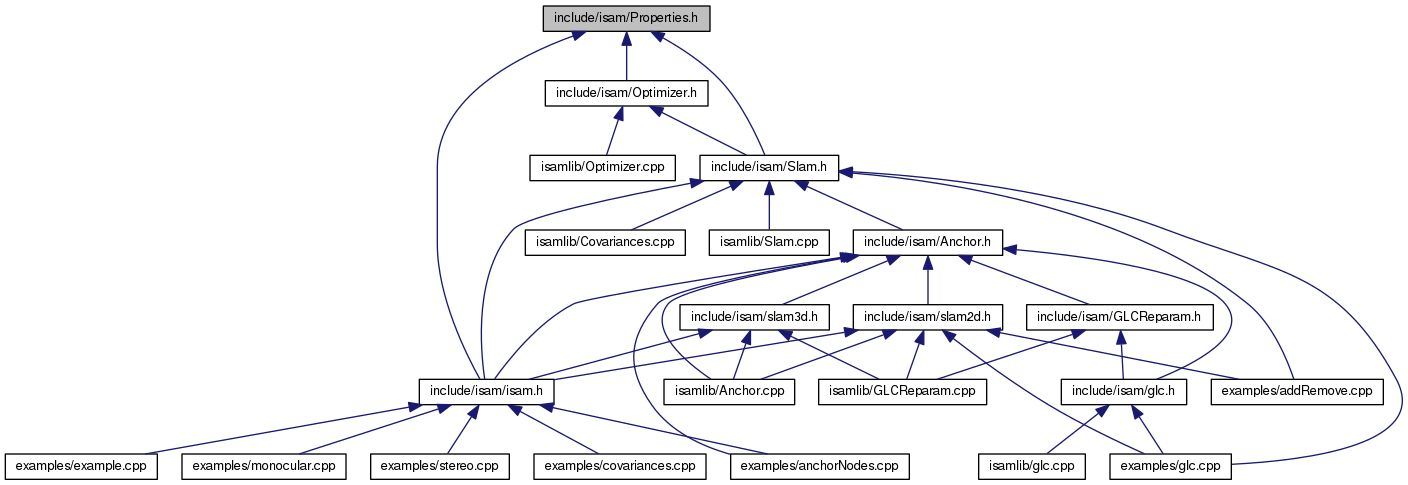 include/isam/Properties.h
include/isam/Optimizer.h
isamlib/Optimizer.cpp
include/isam/Slam.h
isamlib/Covariances.cpp
isamlib/Slam.cpp
include/isam/Anchor.h
include/isam/slam3d.h
include/isam/slam2d.h
include/isam/GLCReparam.h
include/isam/isam.h
isamlib/Anchor.cpp
isamlib/GLCReparam.cpp
include/isam/glc.h
examples/addRemove.cpp
examples/example.cpp
examples/monocular.cpp
examples/stereo.cpp
examples/covariances.cpp
examples/anchorNodes.cpp
isamlib/glc.cpp
examples/glc.cpp